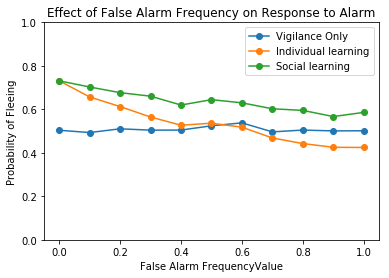 Effect of False Alarm Frequency on Response to Alarm
1.0
0.8
0.6
0.4
0.2
0.0
Probability of Fleeing
Vigilance Only
Individual learning
Social learning
0.0 0.2 0.4 0.6 0.8 1.0
False Alarm FrequencyValue